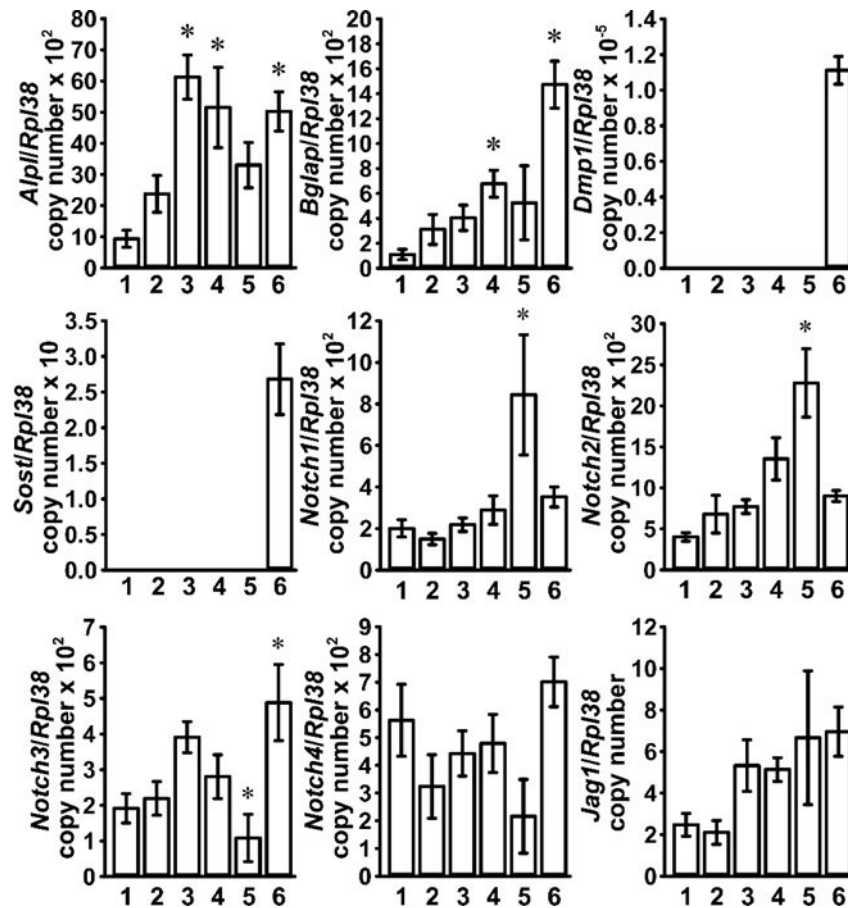 Alpl/Rpl38
copy number x 10²
80
70
60
50
40
30
20
10
0
* * *
1 2 3 4 5 6
Bglap/Rpl38
copy number x 10²
20
18
16
14
12
10
8
6
4
2
0
* *
1 2 3 4 5 6
Dmp1/Rpl38
copy number x 10⁻⁵
1.4
1.2
1.0
0.8
0.6
0.4
0.2
0.0
1 2 3 4 5 6
Sost/Rpl38
copy number x 10
3.5
3.0
2.5
2.0
1.5
1.0
0.5
0.0
1 2 3 4 5 6
Notch1/Rpl38
copy number x 10²
12
10
8
6
4
2
0
*
1 2 3 4 5 6
Notch2/Rpl38
copy number x 10²
30
25
20
15
10
5
0
*
1 2 3 4 5 6
Notch3/Rpl38
copy number x 10²
7
6
5
4
3
2
1
0
* *
1 2 3 4 5 6
Notch4/Rpl38
copy number x 10²
9
8
7
6
5
4
3
2
1
0
1 2 3 4 5 6
Jag1/Rpl38
copy number
12
10
8
6
4
2
0
1 2 3 4 5 6